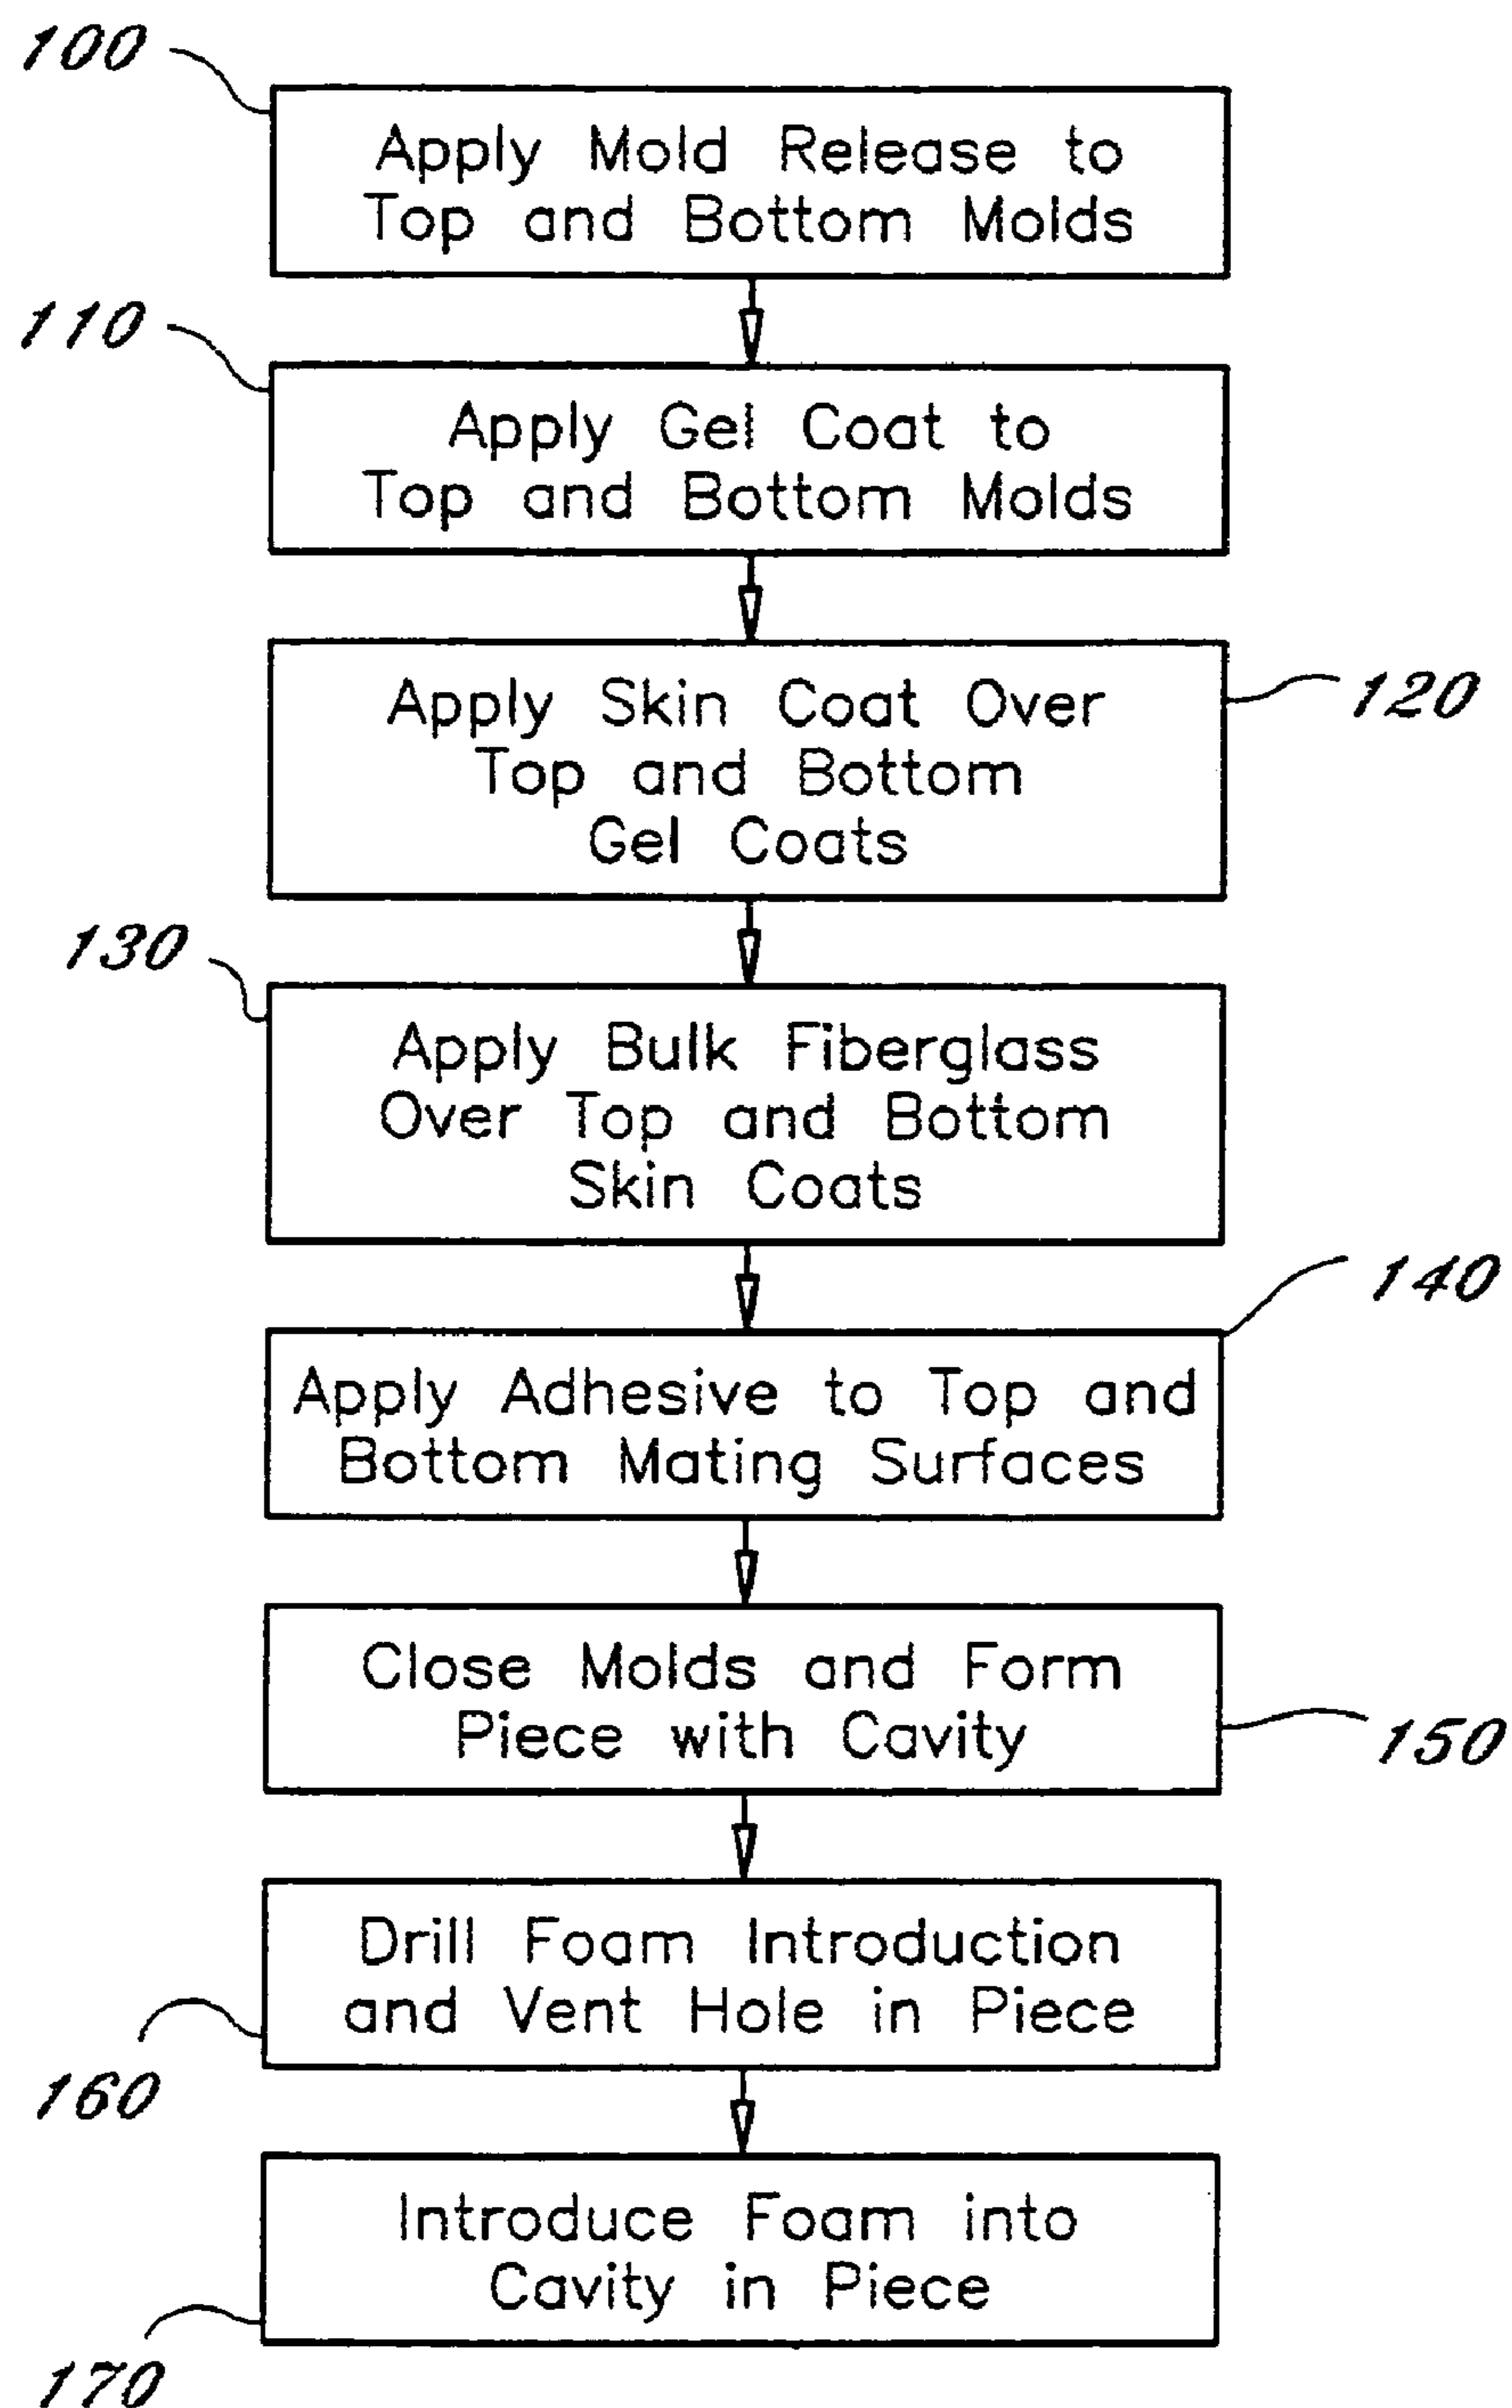 100
Apply Mold Release to
Top and Bottom Molds
110
Apply Gel Coat to
Top and Bottom Molds
Apply Skin Coat Over
Top and Bottom
Gel Coats
120
130
Apply Bulk Fiberglass
Over Top and Bottom
Skin Coats
140
Apply Adhesive to Top and
Bottom Mating Surfaces
Close Molds and Form
Piece with Cavity
150
Drill Foam Introduction
and Vent Hole in Piece
160
Introduce Foam into
Cavity in Piece
170